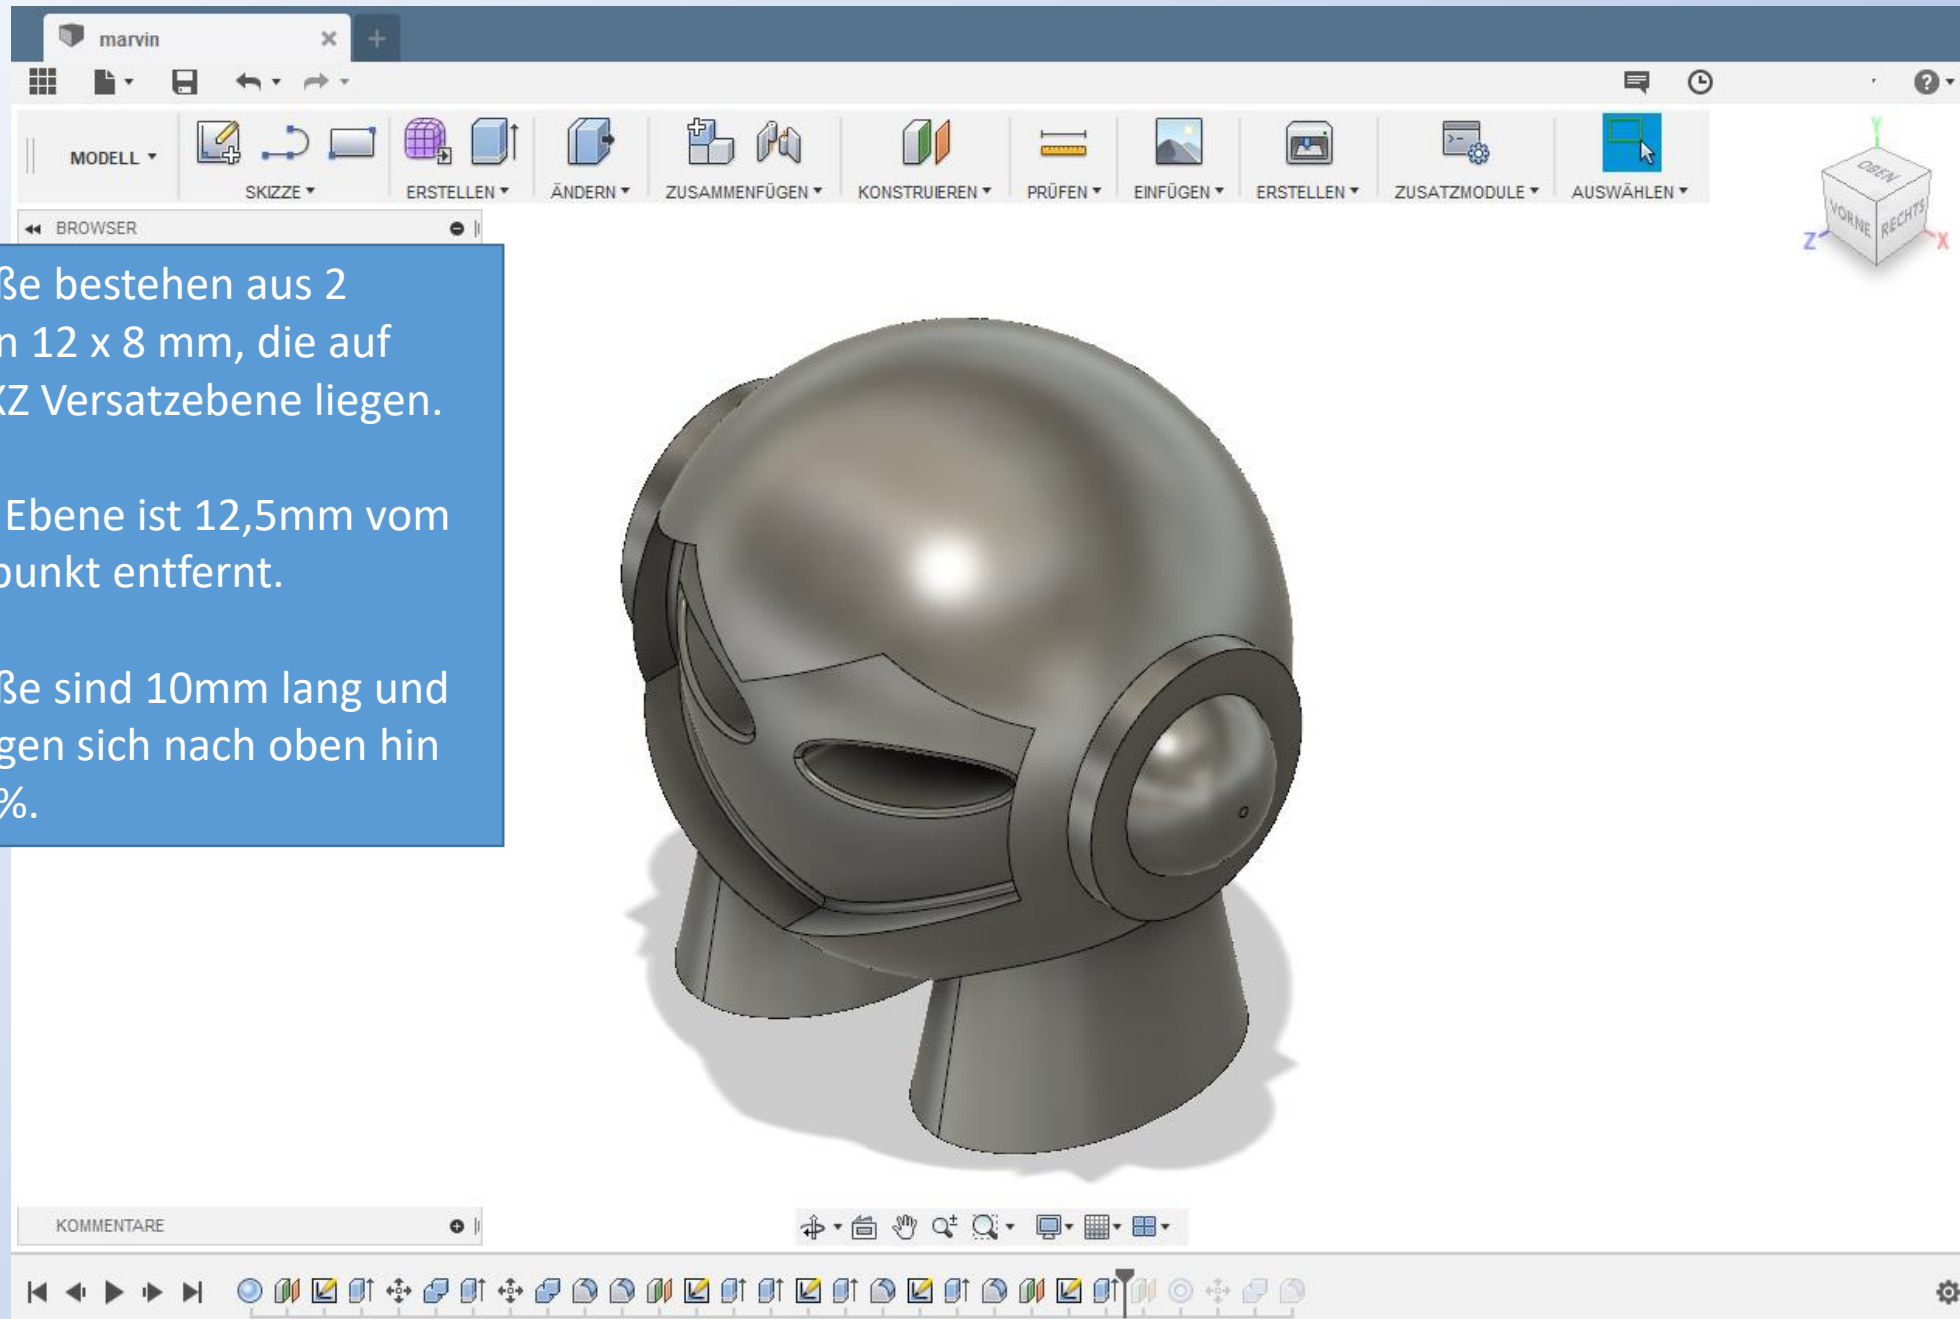 marvin
MODELL
SKIZZE
ERSTELLEN
ÄNDERN
ZUSAMMENFÜGEN
KONSTRUIEREN
PRÜFEN
EINFÜGEN
ERSTELLEN
ZUSATZMODULE
AUSWÄHLEN
Y
OBEN
VORNE
RECHTS
Z
X
BROWSER
ße bestehen aus 2
n 12 x 8 mm, die auf
XZ Versatzebene liegen.
Ebene ist 12,5mm vom
punkt entfernt.
ße sind 10mm lang und
gen sich nach oben hin
%.
KOMMENTARE